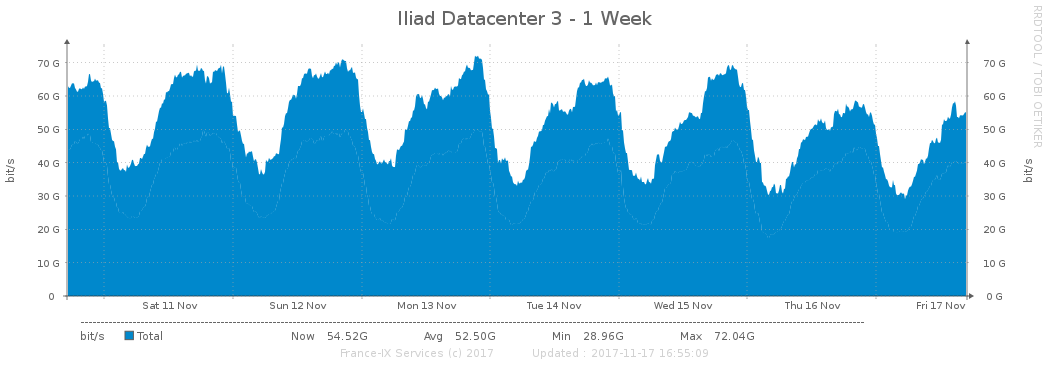 Iliad Datacenter 3 - 1 Week
RRDTOOL / TOBI OETIKER
70 G 70 G
60 G 60 G
50 G 50 G
40 G 40 G
30 G 30 G
20 G 20 G
10 G 10 G
0 0 G
bit/s bit/s
Sat 11 Nov Sun 12 Nov Mon 13 Nov Tue 14 Nov Wed 15 Nov Thu 16 Nov Fri 17 Nov
bit/s Total Now 54.52G Avg 52.50G Min 28.96G Max 72.04G
France-IX Services (c) 2017 Updated : 2017-11-17 16:55:09